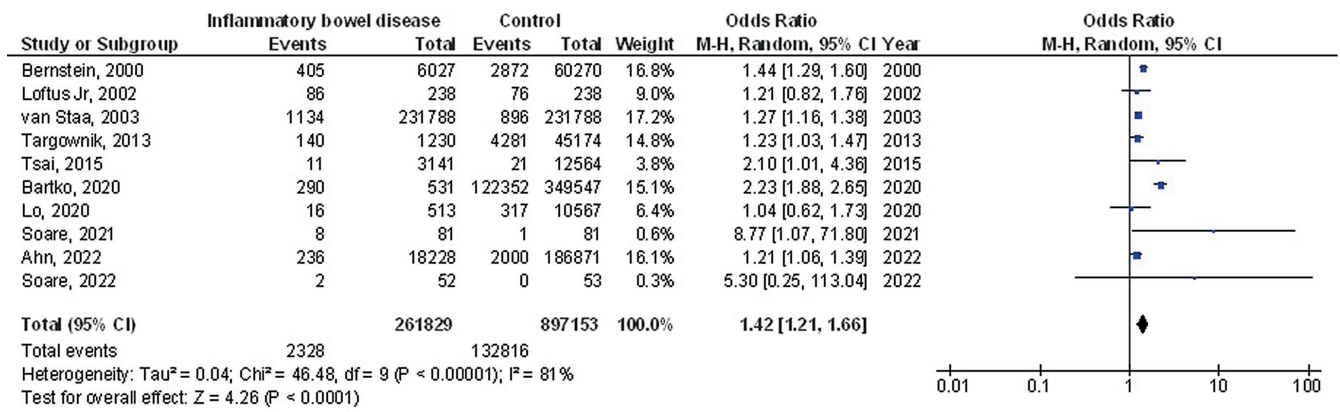 Inflammatory bowel disease Control Odds Ratio Odds Ratio
Study or Subgroup Events Total Events Total Weight M-H, Random, 95% CI Year M-H, Random, 95% CI
Bernstein, 2000 405 6027 2872 60270 16.8% 1.44 [1.29, 1.60] 2000
Loftus Jr, 2002 86 238 76 238 9.0% 1.21 [0.82, 1.76] 2002
van Staa, 2003 1134 231788 896 231788 17.2% 1.27 [1.16, 1.38] 2003
Targownik, 2013 140 1230 4281 45174 14.8% 1.23 [1.03, 1.47] 2013
Tsai, 2015 11 3141 21 12564 3.8% 2.10 [1.01, 4.36] 2015
Bartko, 2020 290 531 122352 349547 15.1% 2.23 [1.88, 2.65] 2020
Lo, 2020 16 513 317 10567 6.4% 1.04 [0.62, 1.73] 2020
Soare, 2021 8 81 1 81 0.6% 8.77 [1.07, 71.80] 2021
Ahn, 2022 236 18228 2000 186871 16.1% 1.21 [1.06, 1.39] 2022
Soare, 2022 2 52 0 53 0.3% 5.30 [0.25, 113.04] 2022
Total (95% CI) 261829 897153 100.0% 1.42 [1.21, 1.66]
Total events 2328 132816
Heterogeneity: Tau² = 0.04; Chi² = 46.48, df = 9 (P < 0.00001); I² = 81%
Test for overall effect: Z = 4.26 (P < 0.0001)
0.01 0.1 1 10 100